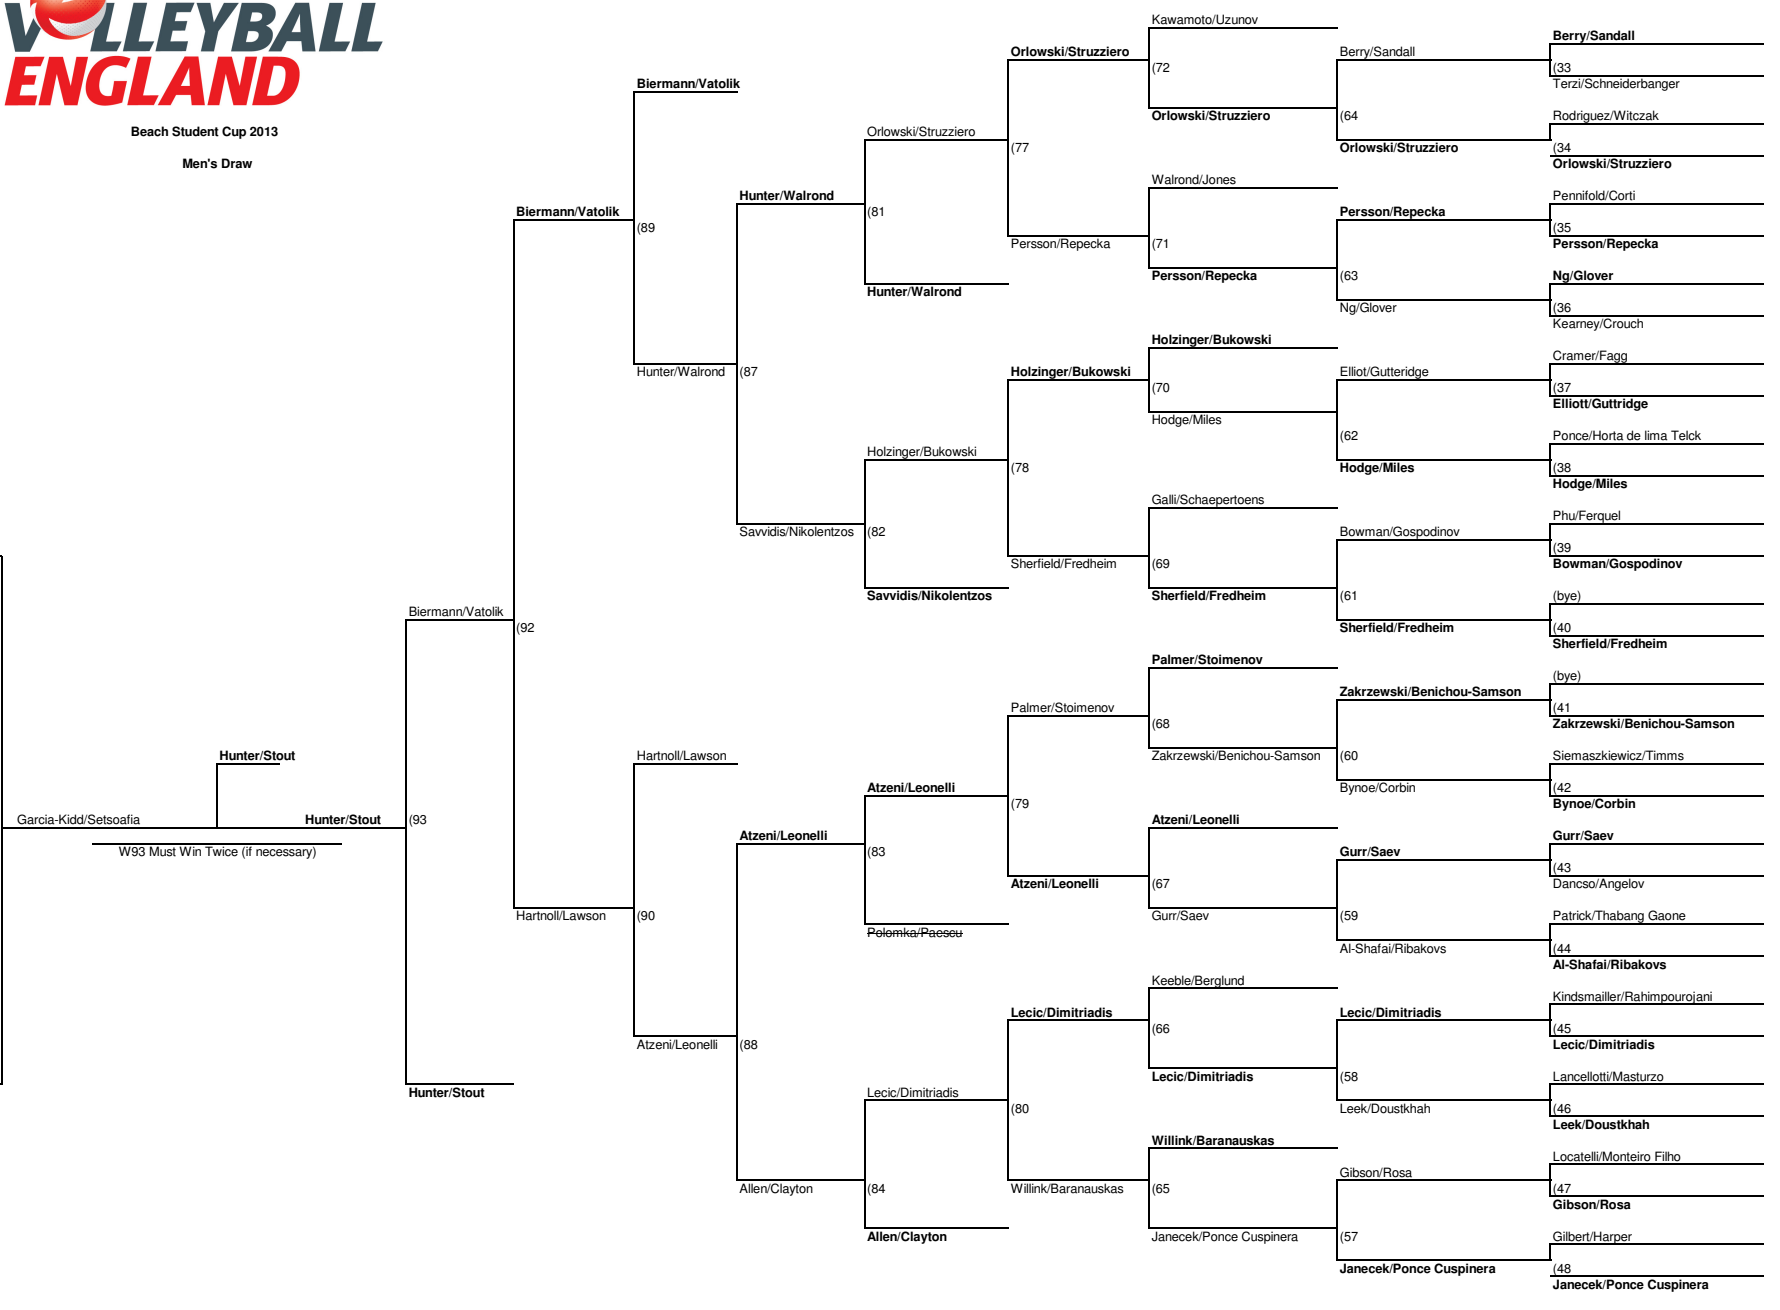 VOLLEYBALL
ENGLAND
Beach Student Cup 2013
Men's Draw
Garcia-Kidd/Setsoafia
Hunter/Stout
Hunter/Stout
W93 Must Win Twice (if necessary)
Biermann/Vatolik
(93
Hunter/Stout
Biermann/Vatolik
(92
Hartnoll/Lawson
Biermann/Vatolik
(89
Hunter/Walrond
Hartnoll/Lawson
(90
Atzeni/Leonelli
Hunter/Walrond
(87
Savvidis/Nikolentzos
Atzeni/Leonelli
(88
Allen/Clayton
Orlowski/Struzziero
(81
Hunter/Walrond
Holzinger/Bukowski
(82
Savvidis/Nikolentzos
Atzeni/Leonelli
(83
Polomka/Paescu
Lecic/Dimitriadis
(84
Allen/Clayton
Orlowski/Struzziero
(77
Persson/Repecka
Holzinger/Bukowski
(78
Sherfield/Fredheim
Palmer/Stoimenov
(79
Atzeni/Leonelli
Lecic/Dimitriadis
(80
Willink/Baranauskas
Kawamoto/Uzunov
(72
Orlowski/Struzziero
Walrond/Jones
(71
Persson/Repecka
Holzinger/Bukowski
(70
Hodge/Miles
Galli/Schaepertoens
(69
Sherfield/Fredheim
Palmer/Stoimenov
(68
Zakrzewski/Benichou-Samson
Atzeni/Leonelli
(67
Gurr/Saev
Keeble/Berglund
(66
Lecic/Dimitriadis
Willink/Baranauskas
(65
Janecek/Ponce Cuspinera
Berry/Sandall
(64
Orlowski/Struzziero
Persson/Repecka
(63
Ng/Glover
Elliot/Gutteridge
(62
Hodge/Miles
Bowman/Gospodinov
(61
Sherfield/Fredheim
Zakrzewski/Benichou-Samson
(60
Bynoe/Corbin
Gurr/Saev
(59
Al-Shafai/Ribakovs
Lecic/Dimitriadis
(58
Leek/Doustkhah
Gibson/Rosa
(57
Janecek/Ponce Cuspinera
Berry/Sandall
(33
Terzi/Schneiderbanger
Rodriguez/Witczak
(34
Orlowski/Struzziero
Pennifold/Corti
(35
Persson/Repecka
Ng/Glover
(36
Kearney/Crouch
Cramer/Fagg
(37
Elliott/Guttridge
Ponce/Horta de lima Telck
(38
Hodge/Miles
Phu/Ferquel
(39
Bowman/Gospodinov
(bye)
(40
Sherfield/Fredheim
(bye)
(41
Zakrzewski/Benichou-Samson
Siemaszkiewicz/Timms
(42
Bynoe/Corbin
Gurr/Saev
(43
Dancso/Angelov
Patrick/Thabang Gaone
(44
Al-Shafai/Ribakovs
Kindsmailler/Rahimpourojani
(45
Lecic/Dimitriadis
Lancellotti/Masturzo
(46
Leek/Doustkhah
Locatelli/Monteiro Filho
(47
Gibson/Rosa
Gilbert/Harper
(48
Janecek/Ponce Cuspinera